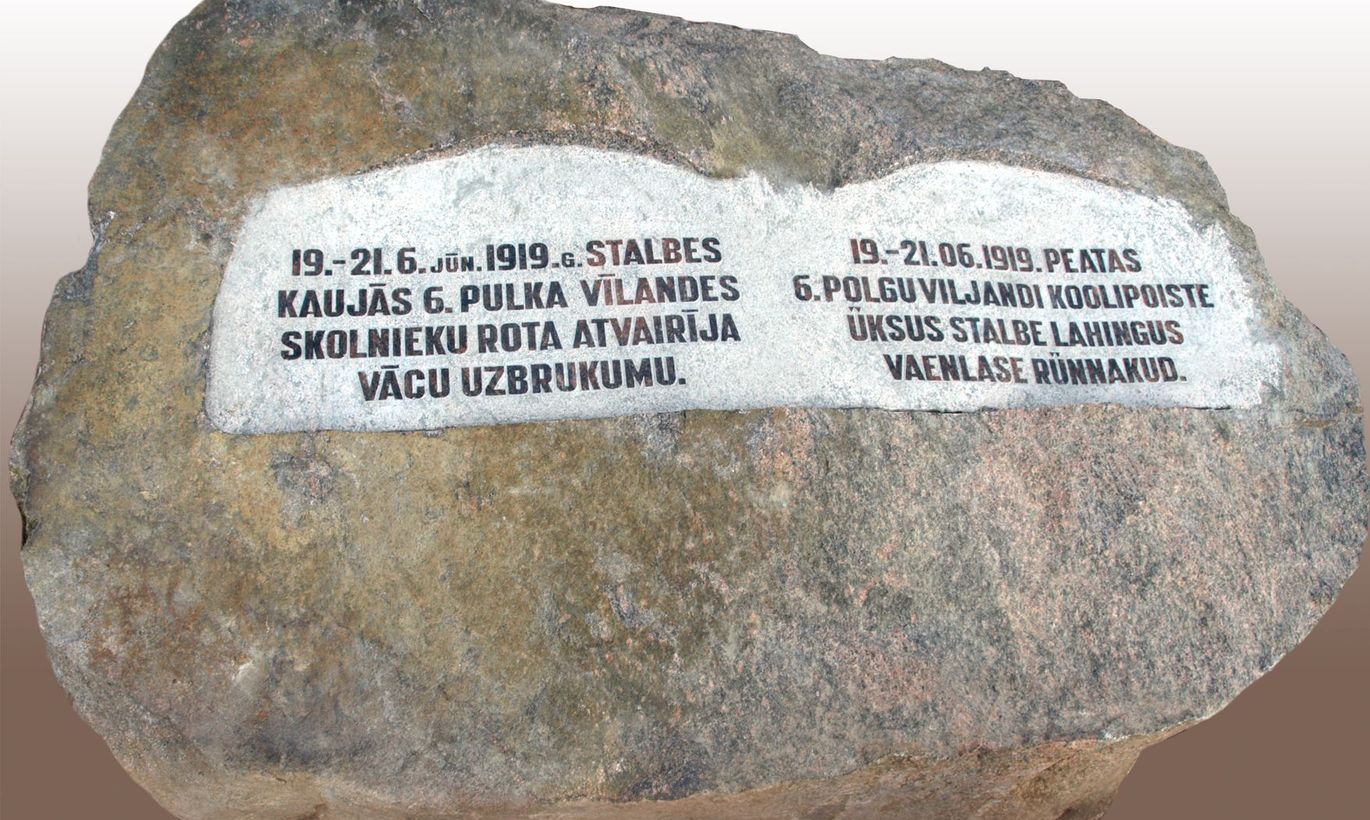 19.-21.6.JŪN.1919.G.STALBES
KAUJĀS 6. PULKA VĪLANDES
SKOLNIEKU ROTA ATVAIRĪJA
VĀCU UZBRUKUMU.
19.-21.06.1919.PEATAS
6.POLGU VILJANDI KOOLIPOISTE
ÜKSUS STALBE LAHINGUS
VAENLASE RÜNNAKUD.